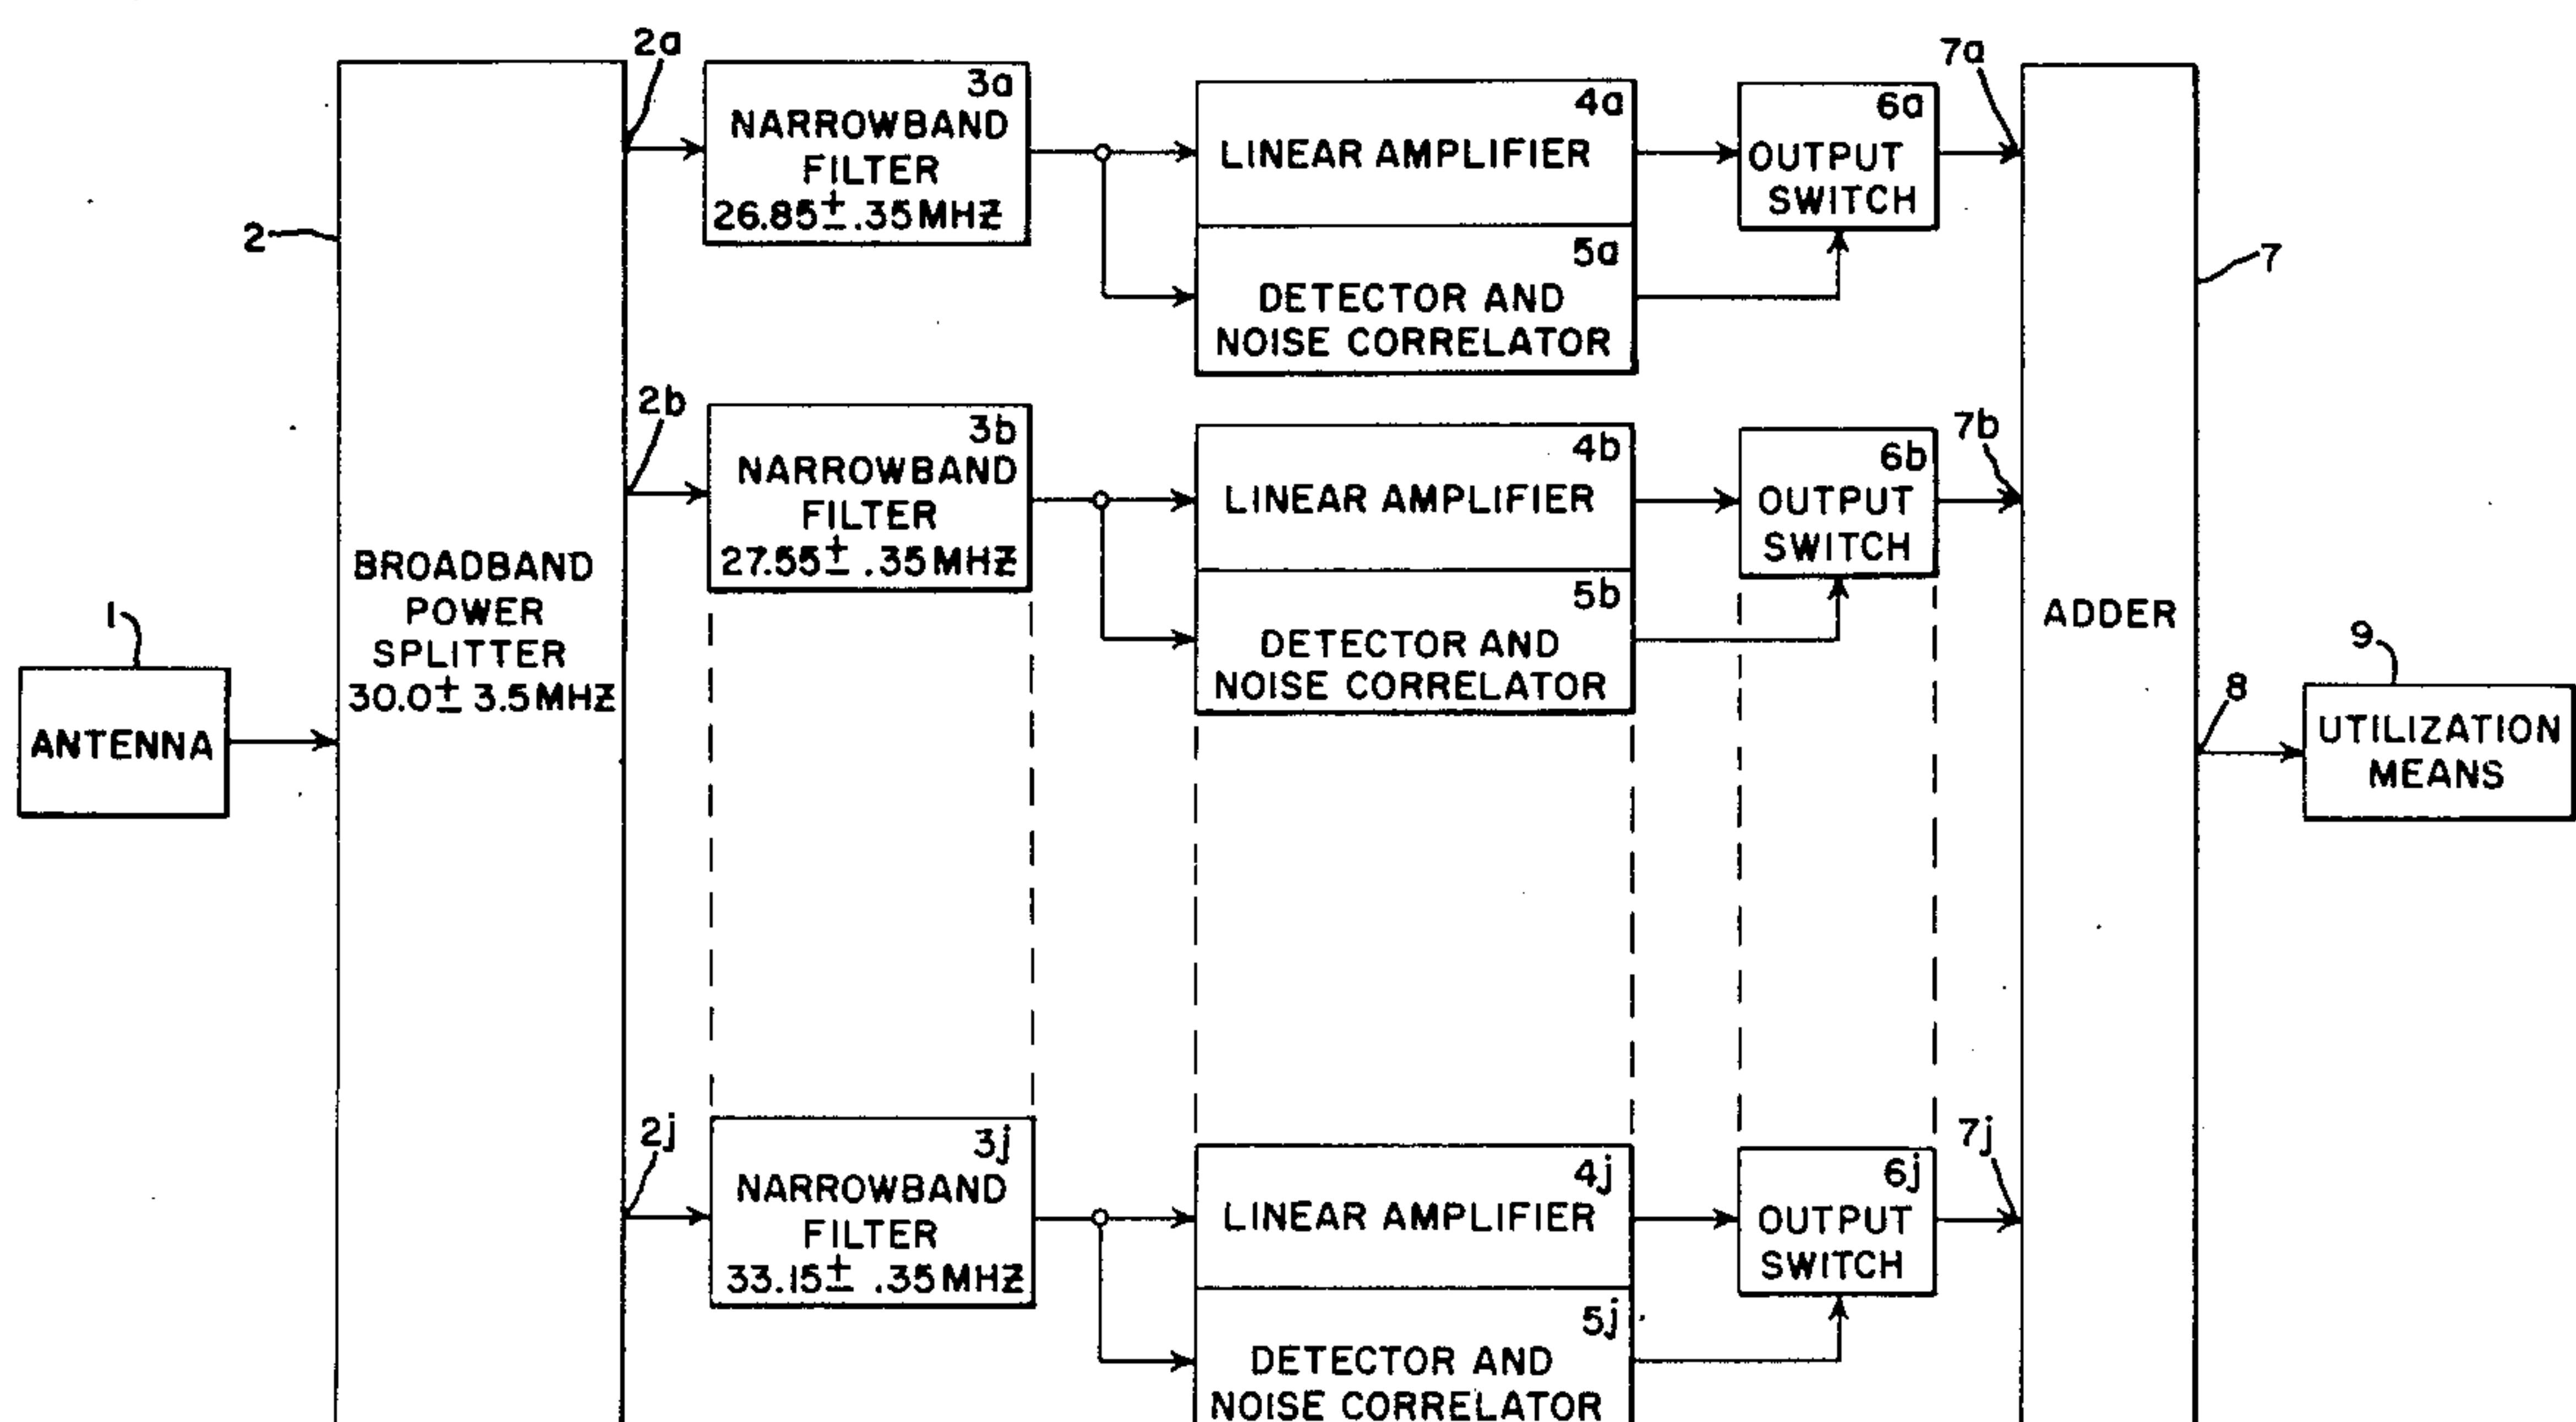 2a
3a
NARROWBAND
FILTER
26.85± .35MHZ
4a
LINEAR AMPLIFIER
5a
DETECTOR AND
NOISE CORRELATOR
6a
OUTPUT
SWITCH
7a
2
7
2b
3b
NARROWBAND
FILTER
27.55± .35MHZ
4b
LINEAR AMPLIFIER
5b
DETECTOR AND
NOISE CORRELATOR
6b
OUTPUT
SWITCH
7b
BROADBAND
POWER
SPLITTER
30.0± 3.5MHZ
ADDER
1
ANTENNA
8
9
UTILIZATION
MEANS
2j
3j
NARROWBAND
FILTER
33.15± .35MHZ
4j
LINEAR AMPLIFIER
5j
DETECTOR AND
NOISE CORRELATOR
6j
OUTPUT
SWITCH
7j